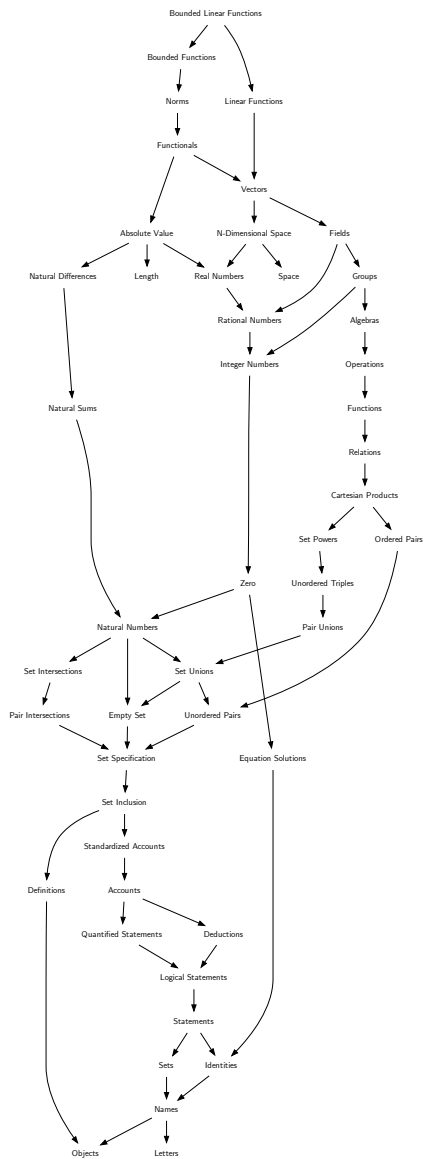 Bounded Linear Functions
Bounded Functions
Norms
Linear Functions
Functionals
Vectors
Absolute Value
N-Dimensional Space
Fields
Natural Differences
Length
Real Numbers
Space
Groups
Rational Numbers
Algebras
Integer Numbers
Operations
Natural Sums
Functions
Relations
Cartesian Products
Set Powers
Ordered Pairs
Zero
Unordered Triples
Natural Numbers
Pair Unions
Set Intersections
Set Unions
Pair Intersections
Empty Set
Unordered Pairs
Set Specification
Equation Solutions
Set Inclusion
Standardized Accounts
Definitions
Accounts
Quantified Statements
Deductions
Logical Statements
Statements
Sets
Identities
Names
Objects
Letters